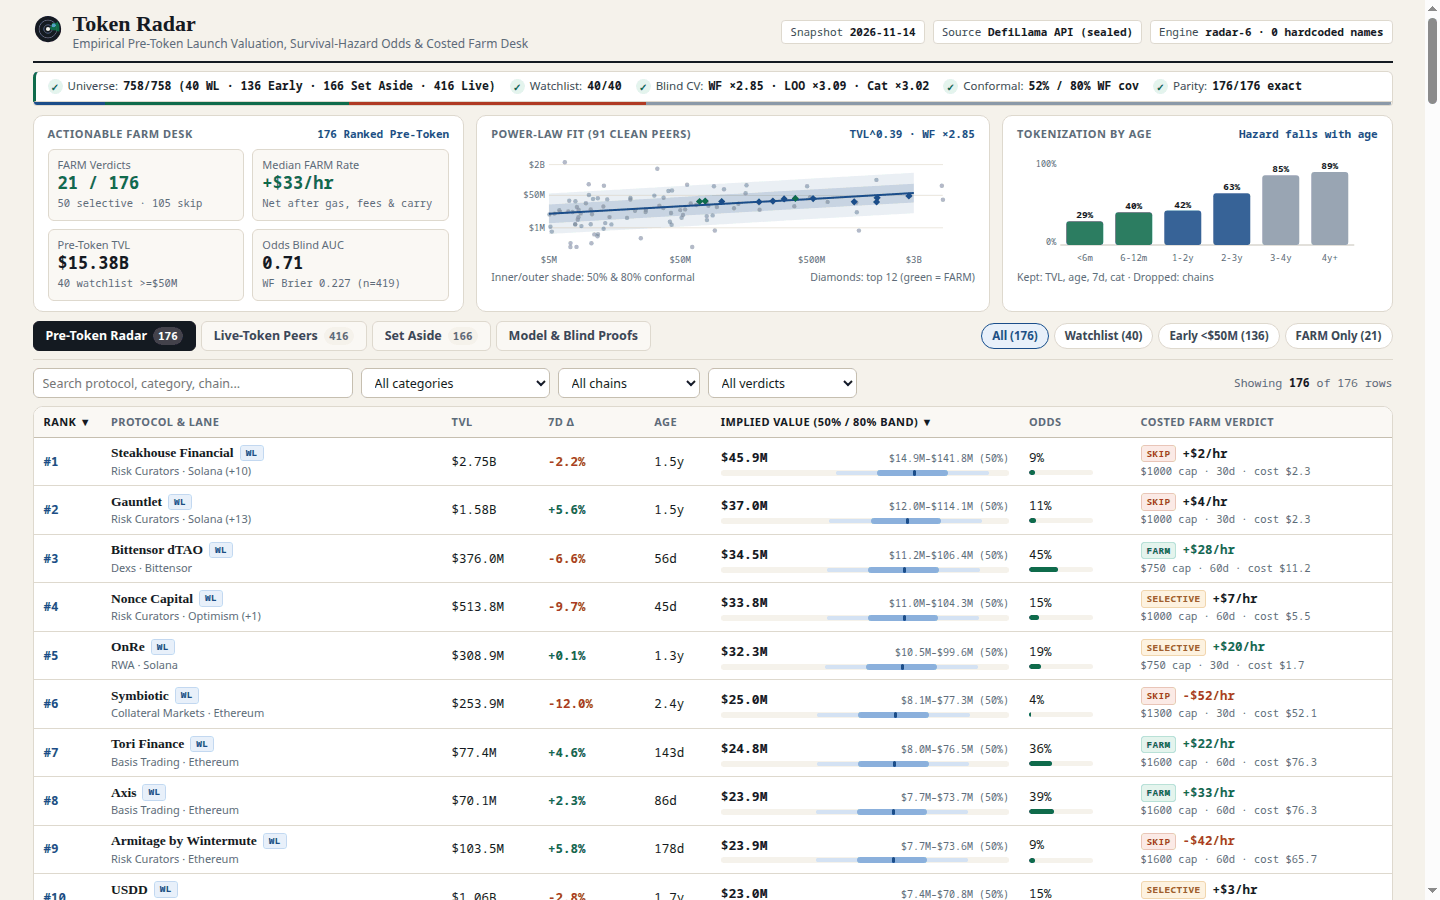 Token Radar
Empirical Pre-Token Launch Valuation, Survival-Hazard Odds & Costed Farm Desk
Snapshot 2026-11-14
Source DefiLlama API (sealed)
Engine radar-6 · 0 hardcoded names
✓ Universe: 758/758 (40 WL · 136 Early · 166 Set Aside · 416 Live)
✓ Watchlist: 40/40
✓ Blind CV: WF ×2.85 · LOO ×3.09 · Cat ×3.02
✓ Conformal: 52% / 80% WF cov
✓ Parity: 176/176 exact
ACTIONABLE FARM DESK
176 Ranked Pre-Token
FARM Verdicts
21 / 176
50 selective · 105 skip
Median FARM Rate
+$33/hr
Net after gas, fees & carry
Pre-Token TVL
$15.38B
40 watchlist >=$50M
Odds Blind AUC
0.71
WF Brier 0.227 (n=419)
POWER-LAW FIT (91 CLEAN PEERS)
TVL^0.39 · WF ×2.85
$2B
$50M
$1M
$5M
$50M
$500M
$3B
Inner/outer shade: 50% & 80% conformal
Diamonds: top 12 (green = FARM)
TOKENIZATION BY AGE
Hazard falls with age
100%
0%
29%
40%
42%
63%
85%
89%
<6m
6-12m
1-2y
2-3y
3-4y
4y+
Kept: TVL, age, 7d, cat · Dropped: chains
Pre-Token Radar 176
Live-Token Peers 416
Set Aside 166
Model & Blind Proofs
All (176)
Watchlist (40)
Early <$50M (136)
FARM Only (21)
Search protocol, category, chain...
All categories
All chains
All verdicts
Showing 176 of 176 rows
RANK ▼
PROTOCOL & LANE
TVL
7D Δ
AGE
IMPLIED VALUE (50% / 80% BAND) ▼
ODDS
COSTED FARM VERDICT
#1
Steakhouse Financial WL
Risk Curators · Solana (+10)
$2.75B
-2.2%
1.5y
$45.9M
$14.9M–$141.8M (50%)
9%
SKIP +$2/hr
$1000 cap · 30d · cost $2.3
#2
Gauntlet WL
Risk Curators · Solana (+13)
$1.58B
+5.6%
1.5y
$37.0M
$12.0M–$114.1M (50%)
11%
SKIP +$4/hr
$1000 cap · 30d · cost $2.3
#3
Bittensor dTAO WL
Dexs · Bittensor
$376.0M
-6.6%
56d
$34.5M
$11.2M–$106.4M (50%)
45%
FARM +$28/hr
$750 cap · 60d · cost $11.2
#4
Nonce Capital WL
Risk Curators · Optimism (+1)
$513.8M
-9.7%
45d
$33.8M
$11.0M–$104.3M (50%)
15%
SELECTIVE +$7/hr
$1000 cap · 60d · cost $5.5
#5
OnRe WL
RWA · Solana
$308.9M
+0.1%
1.3y
$32.3M
$10.5M–$99.6M (50%)
19%
SELECTIVE +$20/hr
$750 cap · 30d · cost $1.7
#6
Symbiotic WL
Collateral Markets · Ethereum
$253.9M
-12.0%
2.4y
$25.0M
$8.1M–$77.3M (50%)
4%
SKIP -$52/hr
$1300 cap · 30d · cost $52.1
#7
Tori Finance WL
Basis Trading · Ethereum
$77.4M
+4.6%
143d
$24.8M
$8.0M–$76.5M (50%)
36%
FARM +$22/hr
$1600 cap · 60d · cost $76.3
#8
Axis WL
Basis Trading · Ethereum
$70.1M
+2.3%
86d
$23.9M
$7.7M–$73.7M (50%)
39%
FARM +$33/hr
$1600 cap · 60d · cost $76.3
#9
Armitage by Wintermute WL
Risk Curators · Ethereum
$103.5M
+5.8%
178d
$23.9M
$7.7M–$73.6M (50%)
9%
SKIP -$42/hr
$1600 cap · 60d · cost $65.7
#10
USDD WL
$1.06B
-2.8%
1.7y
$23.0M
$7.4M–$70.8M (50%)
15%
SELECTIVE +$3/hr